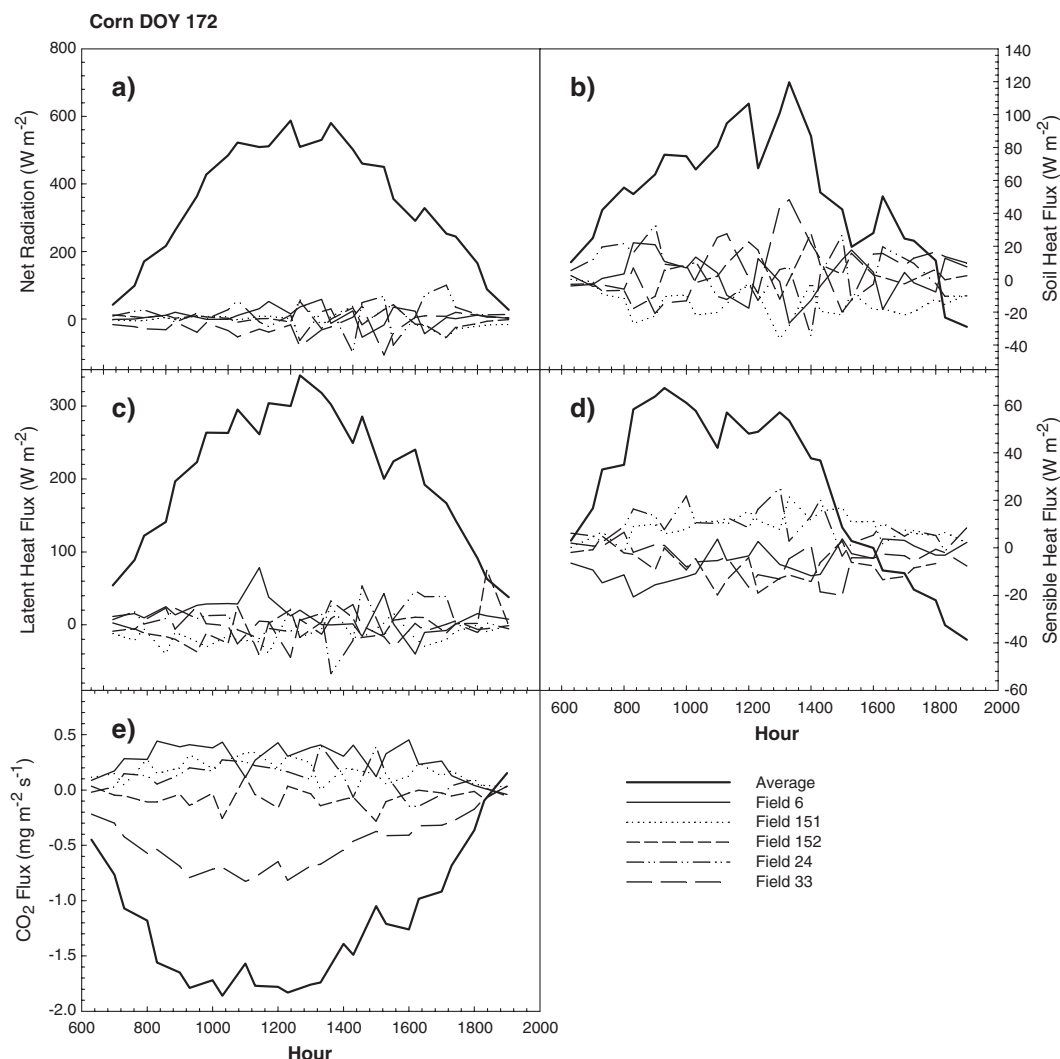 Corn DOY 172
a)
800
600
400
200
0
Net Radiation (W m-2)
b)
140
120
100
80
60
40
20
0
-20
-40
Soil Heat Flux (W m-2)
c)
300
200
100
0
Latent Heat Flux (W m-2)
d)
60
40
20
0
-20
-40
-60
Sensible Heat Flux (W m-2)
600 800 1000 1200 1400 1600 1800 2000
Hour
e)
0.5
0.0
-0.5
-1.0
-1.5
-2.0
CO2 Flux (mg m-2 s-1)
600 800 1000 1200 1400 1600 1800 2000
Hour
Average
Field 6
Field 151
Field 152
Field 24
Field 33